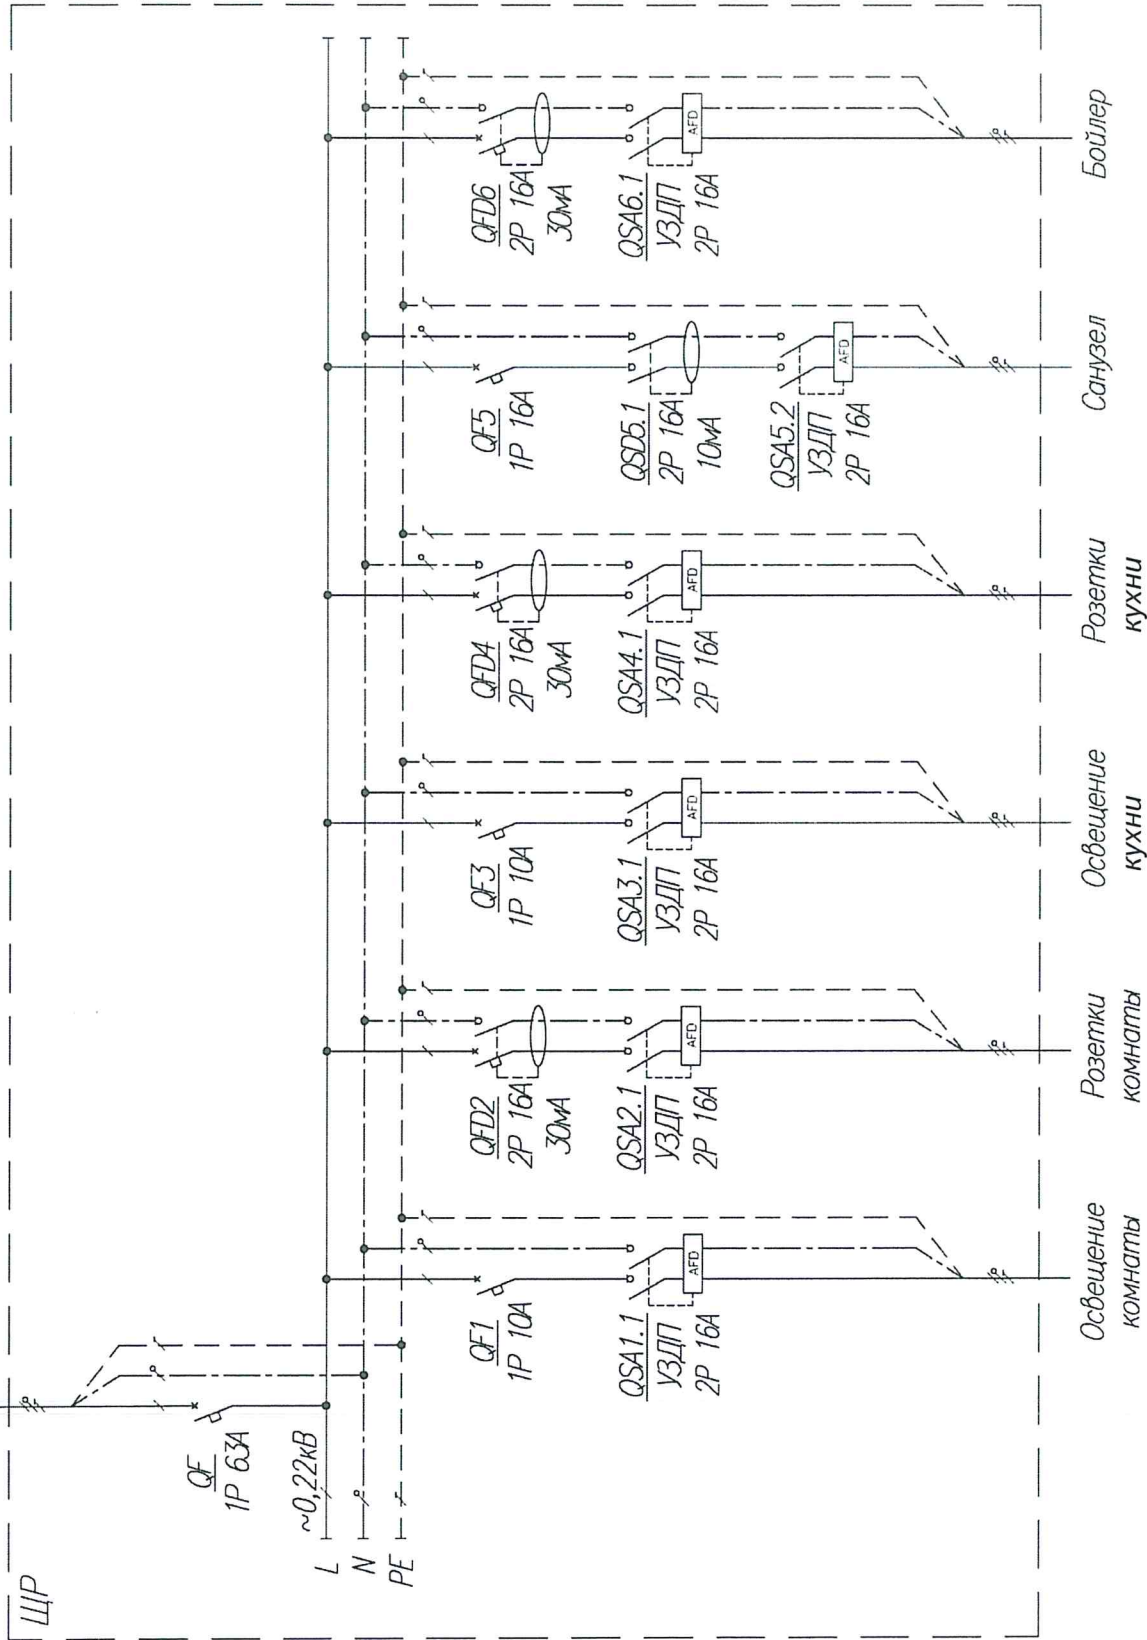 ЩР
QF
1P 63A
~0,22кВ
L
N
PE
QF1
1P 10A
QSA1.1
УЗДП
2P 16A
AFD
Освещение
комнаты
QFD2
2P 16A
30мА
QSA2.1
УЗДП
2P 16A
AFD
Розетки
комнаты
QF3
1P 10A
QSA3.1
УЗДП
2P 16A
AFD
Освещение
кухни
QFD4
2P 16A
30мА
QSA4.1
УЗДП
2P 16A
AFD
Розетки
кухни
QF5
1P 16A
QSD5.1
2P 16A
10мА
QSA5.2
УЗДП
2P 16A
AFD
Санузел
QFD6
2P 16A
30мА
QSA6.1
УЗДП
2P 16A
AFD
Бойлер